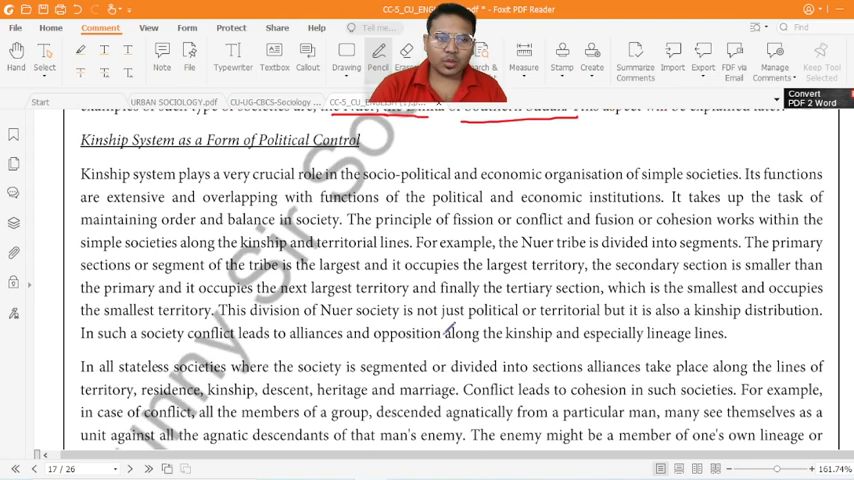 CC-5_CU_EN .pdf * - Foxit PDF Reader
File Home Comment View Form Protect Share Help Tell me... Find
Hand Select Note File Typewriter Textbox Callout Drawing Pencil Eraser & Measure Stamp Create Summarize Comments Import Export Manage Comments Keep Tool Selected
Start URBAN SOCIOLOGY.pdf CU-UG-CBCS-Sociology ... CC-5_CU_ENGLISH
Convert
PDF 2 Word
Kinship System as a Form of Political Control
Kinship system plays a very crucial role in the socio-political and economic organisation of simple societies. Its functions
are extensive and overlapping with functions of the political and economic institutions. It takes up the task of
maintaining order and balance in society. The principle of fission or conflict and fusion or cohesion works within the
simple societies along the kinship and territorial lines. For example, the Nuer tribe is divided into segments. The primary
sections or segment of the tribe is the largest and it occupies the largest territory, the secondary section is smaller than
the primary and it occupies the next largest territory and finally the tertiary section, which is the smallest and occupies
the smallest territory. This division of Nuer society is not just political or territorial but it is also a kinship distribution.
In such a society conflict leads to alliances and opposition along the kinship and especially lineage lines.
In all stateless societies where the society is segmented or divided into sections alliances take place along the lines of
territory, residence, kinship, descent, heritage and marriage. Conflict leads to cohesion in such societies. For example,
in case of conflict, all the members of a group, descended agnatically from a particular man, many see themselves as a
unit against all the agnatic descendants of that man's enemy. The enemy might be a member of one's own lineage or
17 / 26 161.74%